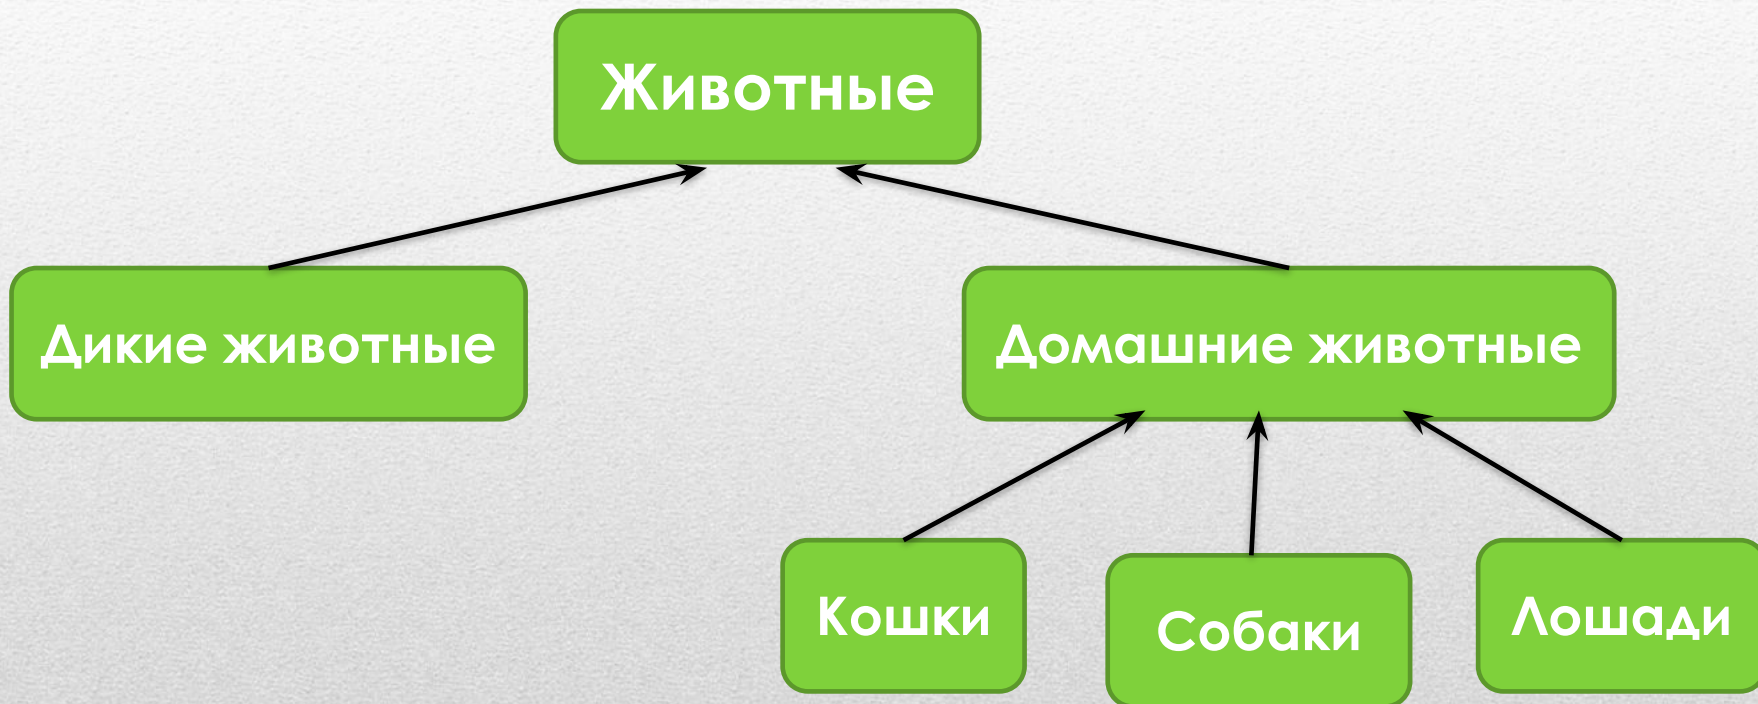 Животные
Дикие животные
Домашние животные
Кошки
Собаки
Лошади